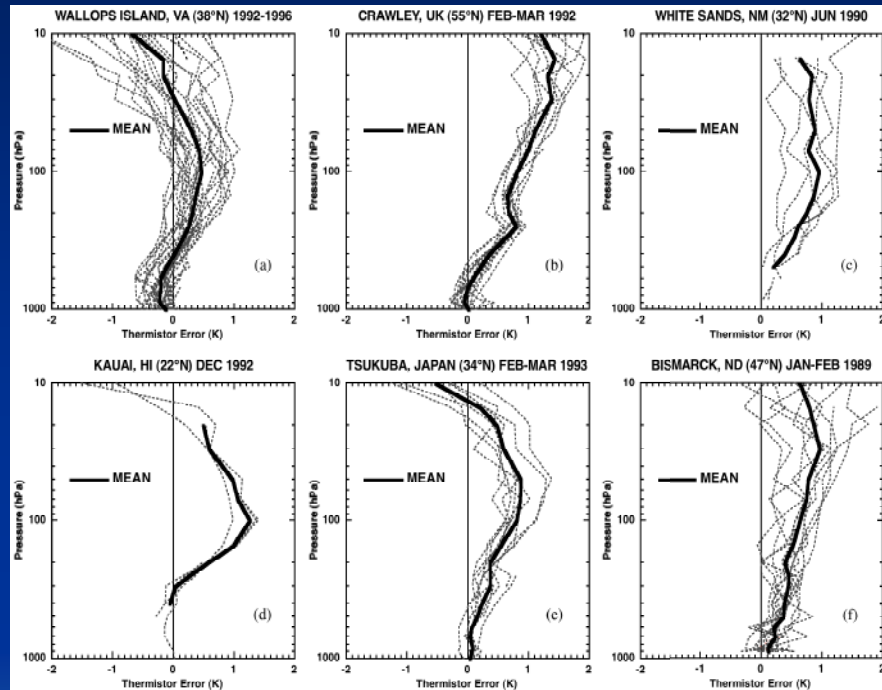 WALLOPS ISLAND, VA (38°N) 1992-1996
10
100
1000
Pressure (hPa)
MEAN
(a)
-2 -1 0 1 2
Thermistor Error (K)
CRAWLEY, UK (55°N) FEB-MAR 1992
10
100
1000
Pressure (hPa)
MEAN
(b)
-2 -1 0 1 2
Thermistor Error (K)
WHITE SANDS, NM (32°N) JUN 1990
10
100
1000
Pressure (hPa)
MEAN
(c)
-2 -1 0 1 2
Thermistor Error (K)
KAUAI, HI (22°N) DEC 1992
10
100
1000
Pressure (hPa)
MEAN
(d)
-2 -1 0 1 2
Thermistor Error (K)
TSUKUBA, JAPAN (34°N) FEB-MAR 1993
10
100
1000
Pressure (hPa)
MEAN
(e)
-2 -1 0 1 2
Thermistor Error (K)
BISMARCK, ND (47°N) JAN-FEB 1989
10
100
1000
Pressure (hPa)
MEAN
(f)
-2 -1 0 1 2
Thermistor Error (K)